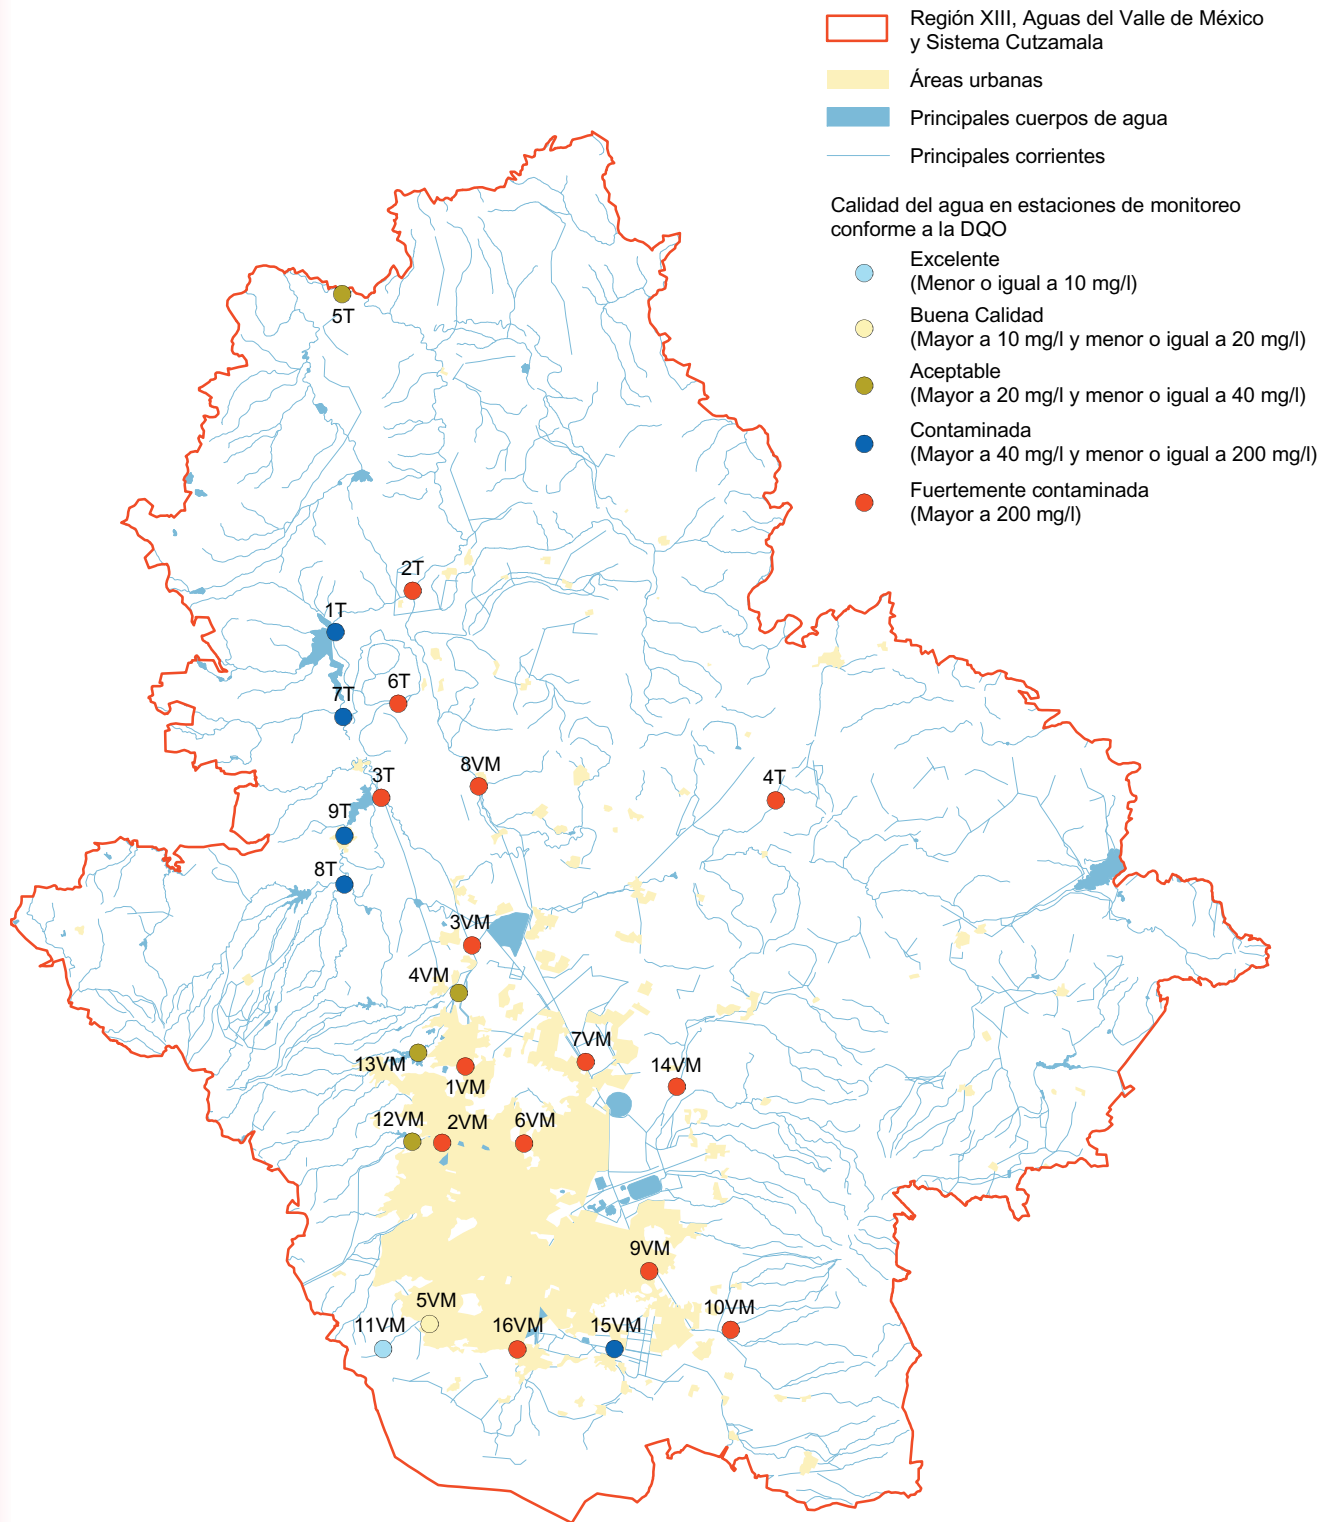 Región XIII, Aguas del Valle de México
y Sistema Cutzamala
Áreas urbanas
Principales cuerpos de agua
Principales corrientes
Calidad del agua en estaciones de monitoreo
conforme a la DQO
Excelente
(Menor o igual a 10 mg/l)
Buena Calidad
(Mayor a 10 mg/l y menor o igual a 20 mg/l)
Aceptable
(Mayor a 20 mg/l y menor o igual a 40 mg/l)
Contaminada
(Mayor a 40 mg/l y menor o igual a 200 mg/l)
Fuertemente contaminada
(Mayor a 200 mg/l)
5T
2T
1T
6T
7T
8VM
3T
4T
9T
8T
3VM
4VM
7VM
13VM
14VM
1VM
12VM
2VM
6VM
9VM
5VM
10VM
11VM
16VM
15VM